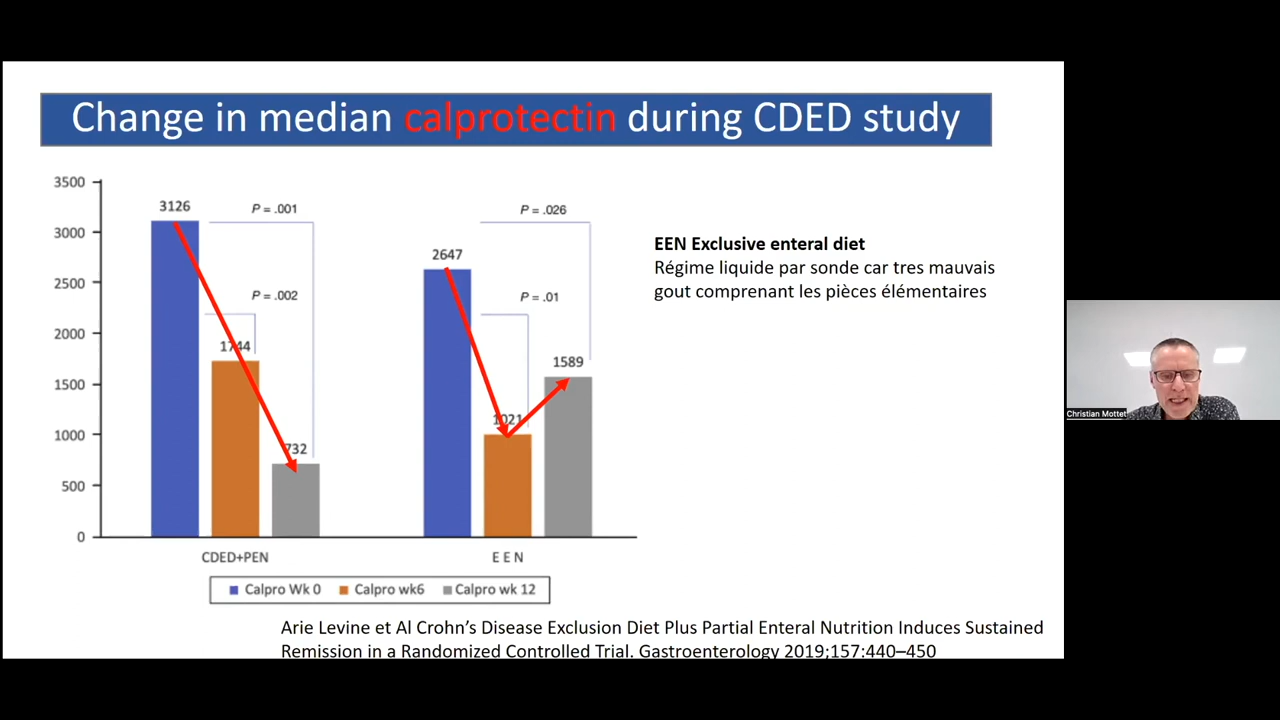 Change in median calprotectin during CDED study
3500
3000
2500
2000
1500
1000
500
0
3126
1744
732
P = .001
P = .002
2647
1021
1589
P = .026
P = .01
CDED+PEN
E E N
Calpro Wk 0
Calpro wk6
Calpro wk 12
EEN Exclusive enteral diet
Régime liquide par sonde car tres mauvais
gout comprenant les pièces élémentaires
Arie Levine et Al Crohn’s Disease Exclusion Diet Plus Partial Enteral Nutrition Induces Sustained
Remission in a Randomized Controlled Trial. Gastroenterology 2019;157:440–450
Christian Mottet